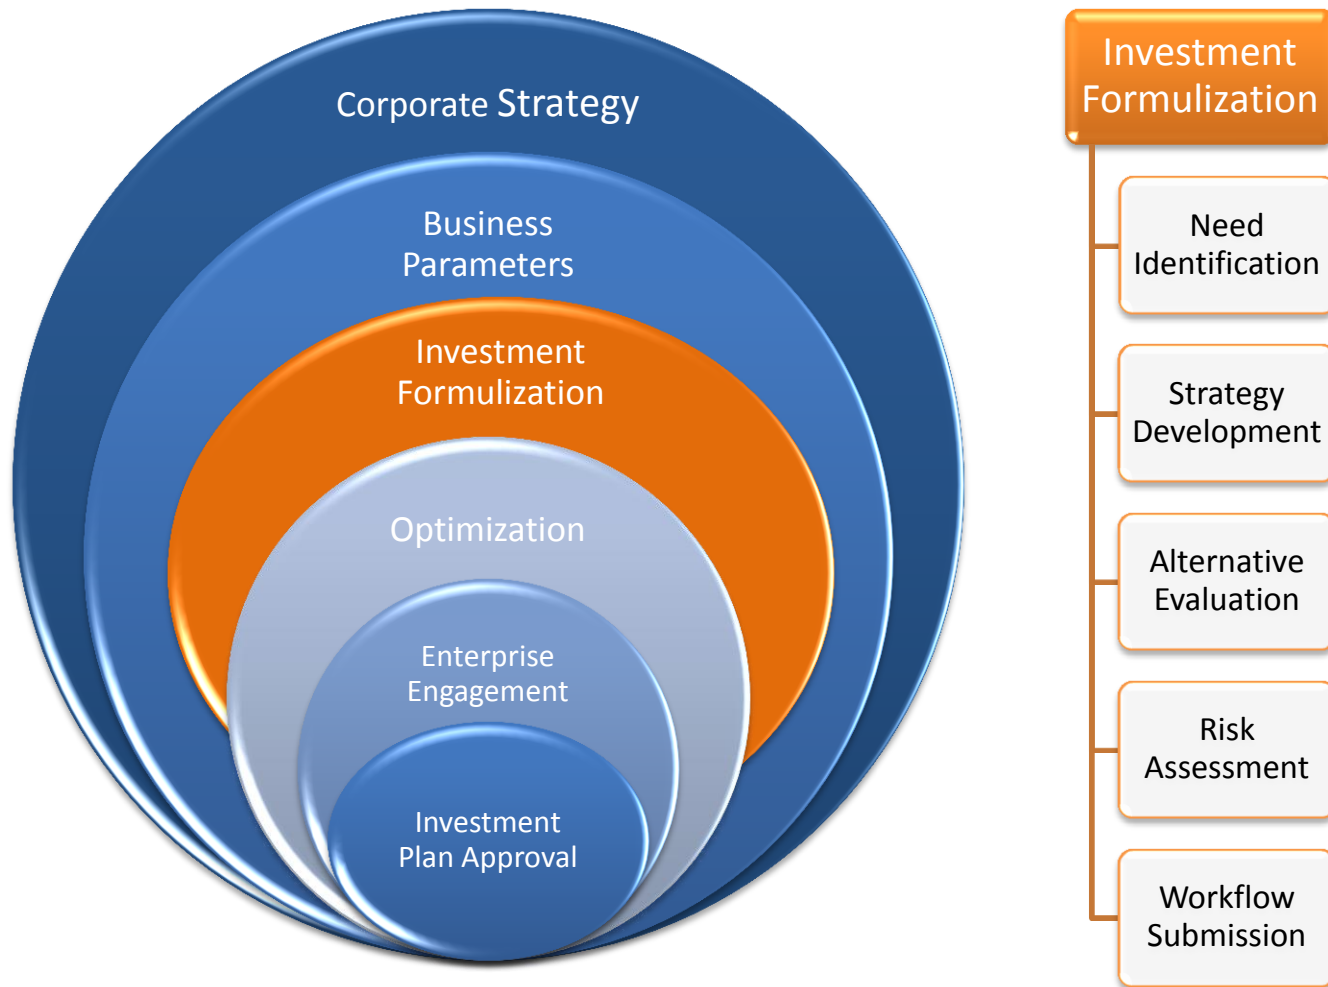 Corporate Strategy
Business
Parameters
Investment
Formulization
Optimization
Enterprise
Engagement
Investment
Plan Approval
Investment
Formulization
Need
Identification
Strategy
Development
Alternative
Evaluation
Risk
Assessment
Workflow
Submission